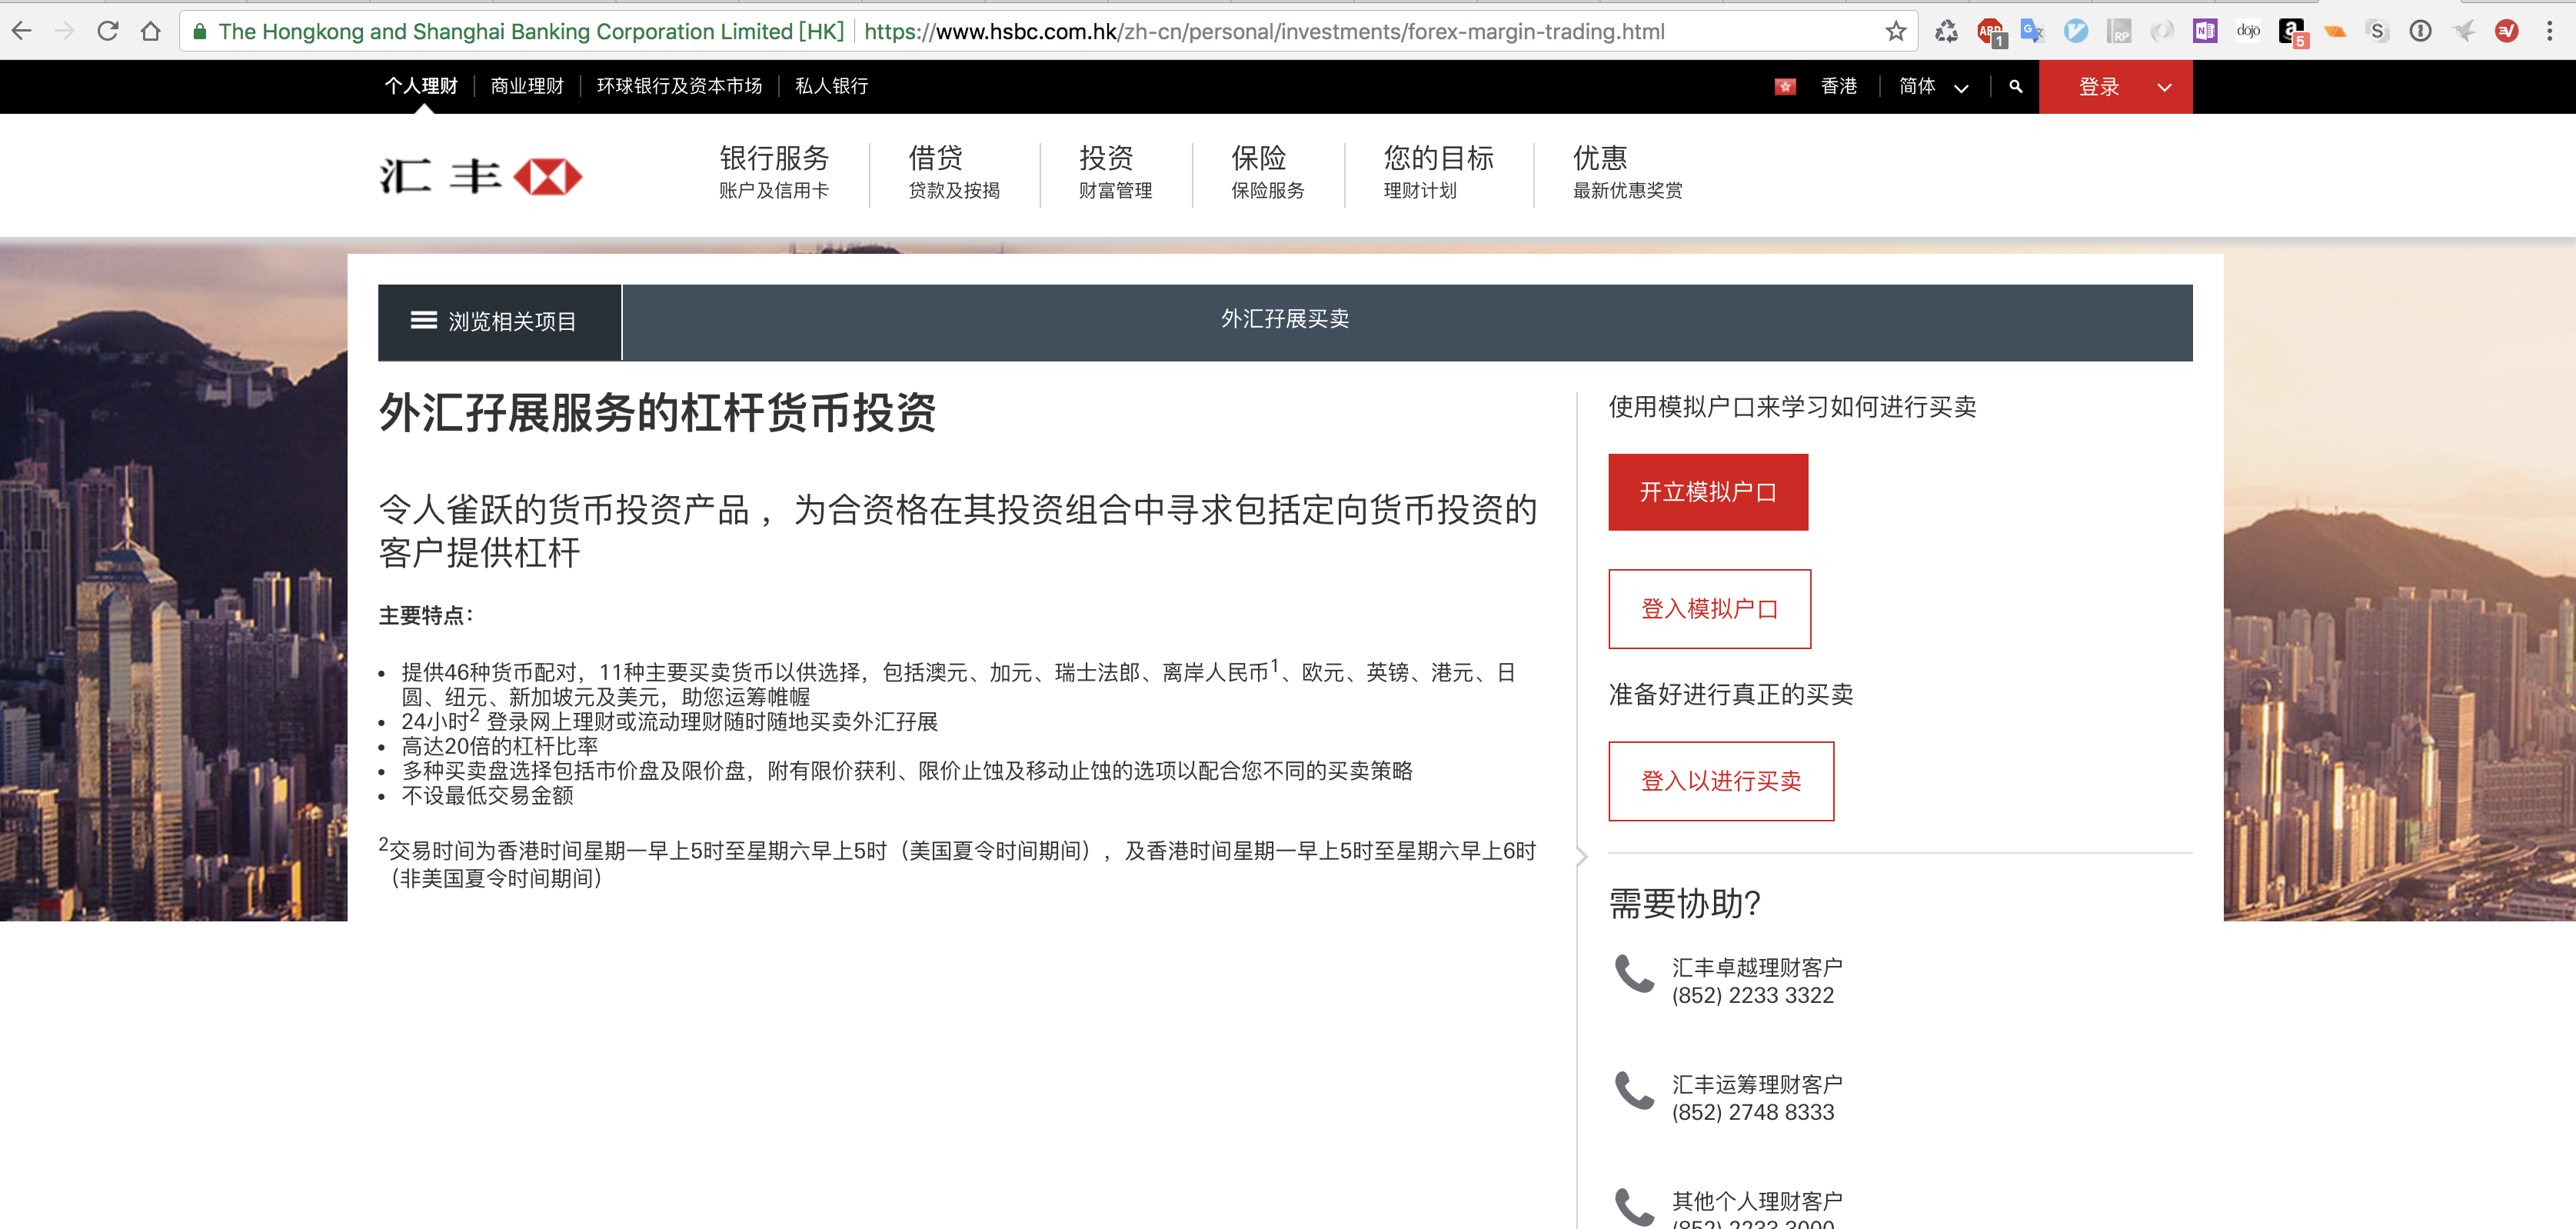 The Hongkong and Shanghai Banking Corporation Limited [HK] https://www.hsbc.com.hk/zh-cn/personal/investments/forex-margin-trading.html
ABP 1 RP N dojo a 5 S EV
个人理财 商业理财 环球银行及资本市场 私人银行 香港 简体 登录
汇丰
银行服务 借贷 投资 保险 您的目标 优惠
账户及信用卡 贷款及按揭 财富管理 保险服务 理财计划 最新优惠奖赏
浏览相关项目 外汇孖展买卖
外汇孖展服务的杠杆货币投资
令人雀跃的货币投资产品，为合资格在其投资组合中寻求包括定向货币投资的
客户提供杠杆
主要特点：
• 提供46种货币配对，11种主要买卖货币以供选择，包括澳元、加元、瑞士法郎、离岸人民币1、欧元、英镑、港元、日
圆、纽元、新加坡元及美元，助您运筹帷幄
• 24小时2 登录网上理财或流动理财随时随地买卖外汇孖展
• 高达20倍的杠杆比率
• 多种买卖盘选择包括市价盘及限价盘，附有限价获利、限价止蚀及移动止蚀的选项以配合您不同的买卖策略
• 不设最低交易金额
2交易时间为香港时间星期一早上5时至星期六早上5时（美国夏令时间期间），及香港时间星期一早上5时至星期六早上6时
（非美国夏令时间期间）
使用模拟户口来学习如何进行买卖
开立模拟户口
登入模拟户口
准备好进行真正的买卖
登入以进行买卖
需要协助?
汇丰卓越理财客户
(852) 2233 3322
汇丰运筹理财客户
(852) 2748 8333
其他个人理财客户
(852) 2233 3000